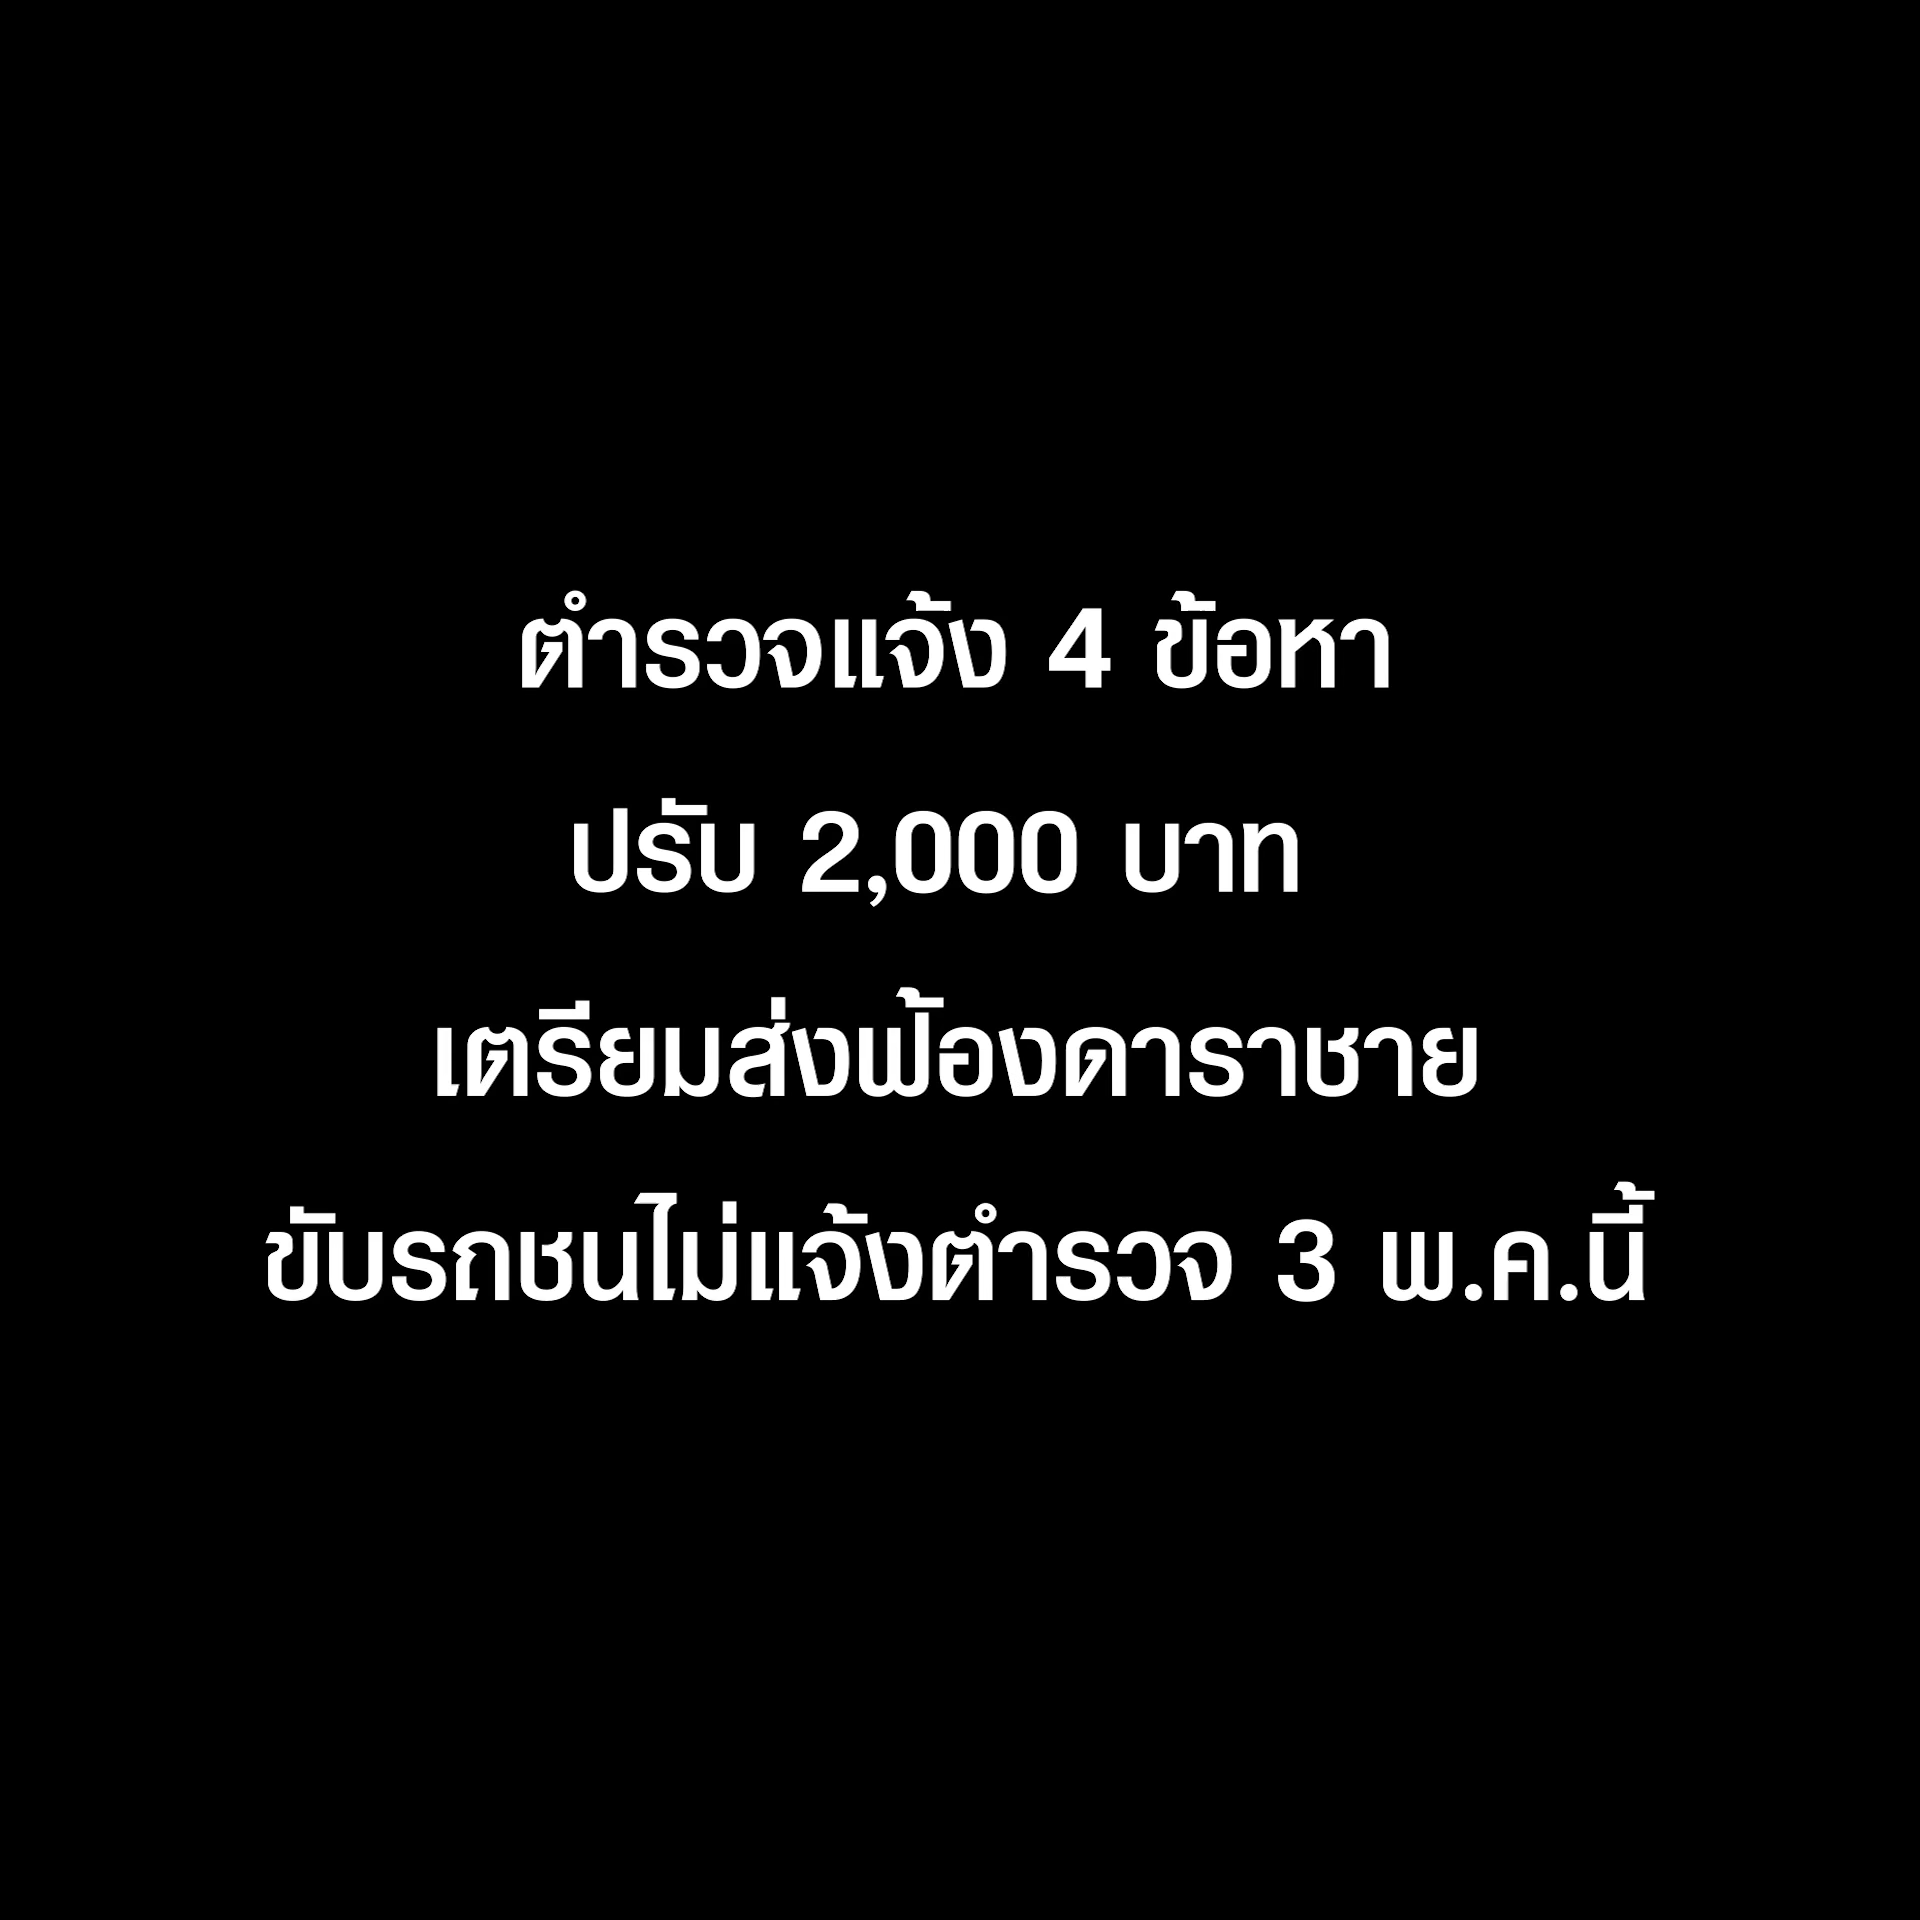 ตำรวจแจ้ง 4 ข้อหา
ปรับ 2,000 บาท
เตรียมส่งฟ้องดาราชาย
ขับรถชนไม่แจ้งตำรวจ 3 พ.ค.นี้